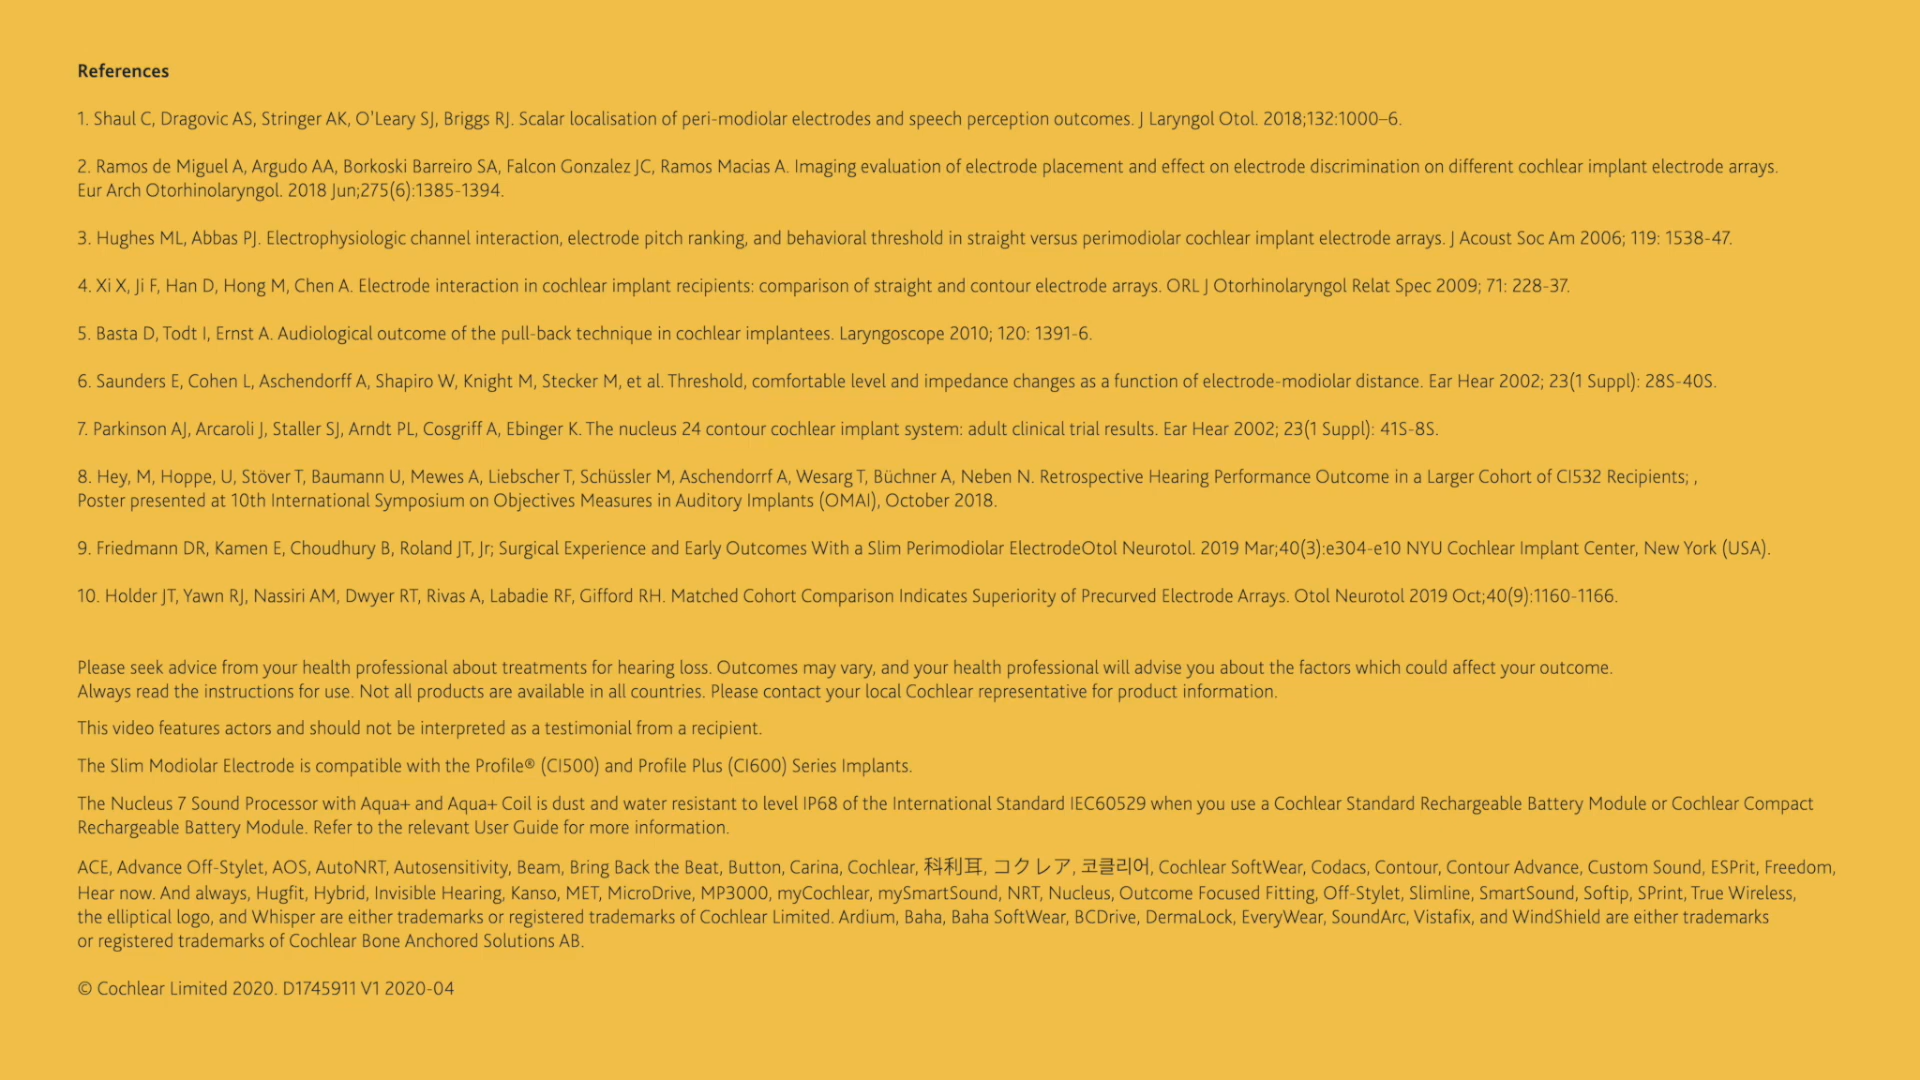 References
1. Shaul C, Dragovic AS, Stringer AK, O'Leary SJ, Briggs RJ. Scalar localisation of peri-modiolar electrodes and speech perception outcomes. J Laryngol Otol. 2018;132:1000–6.
2. Ramos de Miguel A, Argudo AA, Borkoski Barreiro SA, Falcon Gonzalez JC, Ramos Macias A. Imaging evaluation of electrode placement and effect on electrode discrimination on different cochlear implant electrode arrays.
Eur Arch Otorhinolaryngol. 2018 Jun;275(6):1385-1394.
3. Hughes ML, Abbas PJ. Electrophysiologic channel interaction, electrode pitch ranking, and behavioral threshold in straight versus perimodiolar cochlear implant electrode arrays. J Acoust Soc Am 2006; 119: 1538-47.
4. Xi X, Ji F, Han D, Hong M, Chen A. Electrode interaction in cochlear implant recipients: comparison of straight and contour electrode arrays. ORL J Otorhinolaryngol Relat Spec 2009; 71: 228-37.
5. Basta D, Todt I, Ernst A. Audiological outcome of the pull-back technique in cochlear implantees. Laryngoscope 2010; 120: 1391-6.
6. Saunders E, Cohen L, Aschendorff A, Shapiro W, Knight M, Stecker M, et al. Threshold, comfortable level and impedance changes as a function of electrode-modiolar distance. Ear Hear 2002; 23(1 Suppl): 28S-40S.
7. Parkinson AJ, Arcaroli J, Staller SJ, Arndt PL, Cosgriff A, Ebinger K. The nucleus 24 contour cochlear implant system: adult clinical trial results. Ear Hear 2002; 23(1 Suppl): 41S-8S.
8. Hey, M, Hoppe, U, Stöver T, Baumann U, Mewes A, Liebscher T, Schüssler M, Aschendorrf A, Wesarg T, Büchner A, Neben N. Retrospective Hearing Performance Outcome in a Larger Cohort of CI532 Recipients; ,
Poster presented at 10th International Symposium on Objectives Measures in Auditory Implants (OMAI), October 2018.
9. Friedmann DR, Kamen E, Choudhury B, Roland JT, Jr; Surgical Experience and Early Outcomes With a Slim Perimodiolar ElectrodeOtol Neurotol. 2019 Mar;40(3):e304-e10 NYU Cochlear Implant Center, New York (USA).
10. Holder JT, Yawn RJ, Nassiri AM, Dwyer RT, Rivas A, Labadie RF, Gifford RH. Matched Cohort Comparison Indicates Superiority of Precurved Electrode Arrays. Otol Neurotol 2019 Oct;40(9):1160-1166.
Please seek advice from your health professional about treatments for hearing loss. Outcomes may vary, and your health professional will advise you about the factors which could affect your outcome.
Always read the instructions for use. Not all products are available in all countries. Please contact your local Cochlear representative for product information.
This video features actors and should not be interpreted as a testimonial from a recipient.
The Slim Modiolar Electrode is compatible with the Profile® (CI500) and Profile Plus (CI600) Series Implants.
The Nucleus 7 Sound Processor with Aqua+ and Aqua+ Coil is dust and water resistant to level IP68 of the International Standard IEC60529 when you use a Cochlear Standard Rechargeable Battery Module or Cochlear Compact
Rechargeable Battery Module. Refer to the relevant User Guide for more information.
ACE, Advance Off-Stylet, AOS, AutoNRT, Autosensitivity, Beam, Bring Back the Beat, Button, Carina, Cochlear, 科利耳, コクレア, 코클리어, Cochlear SoftWear, Codacs, Contour, Contour Advance, Custom Sound, ESPrit, Freedom,
Hear now. And always, Hugfit, Hybrid, Invisible Hearing, Kanso, MET, MicroDrive, MP3000, myCochlear, mySmartSound, NRT, Nucleus, Outcome Focused Fitting, Off-Stylet, Slimline, SmartSound, Softip, SPrint, True Wireless,
the elliptical logo, and Whisper are either trademarks or registered trademarks of Cochlear Limited. Ardium, Baha, Baha SoftWear, BCDrive, DermaLock, EveryWear, SoundArc, Vistafix, and WindShield are either trademarks
or registered trademarks of Cochlear Bone Anchored Solutions AB.
© Cochlear Limited 2020. D1745911 V1 2020-04